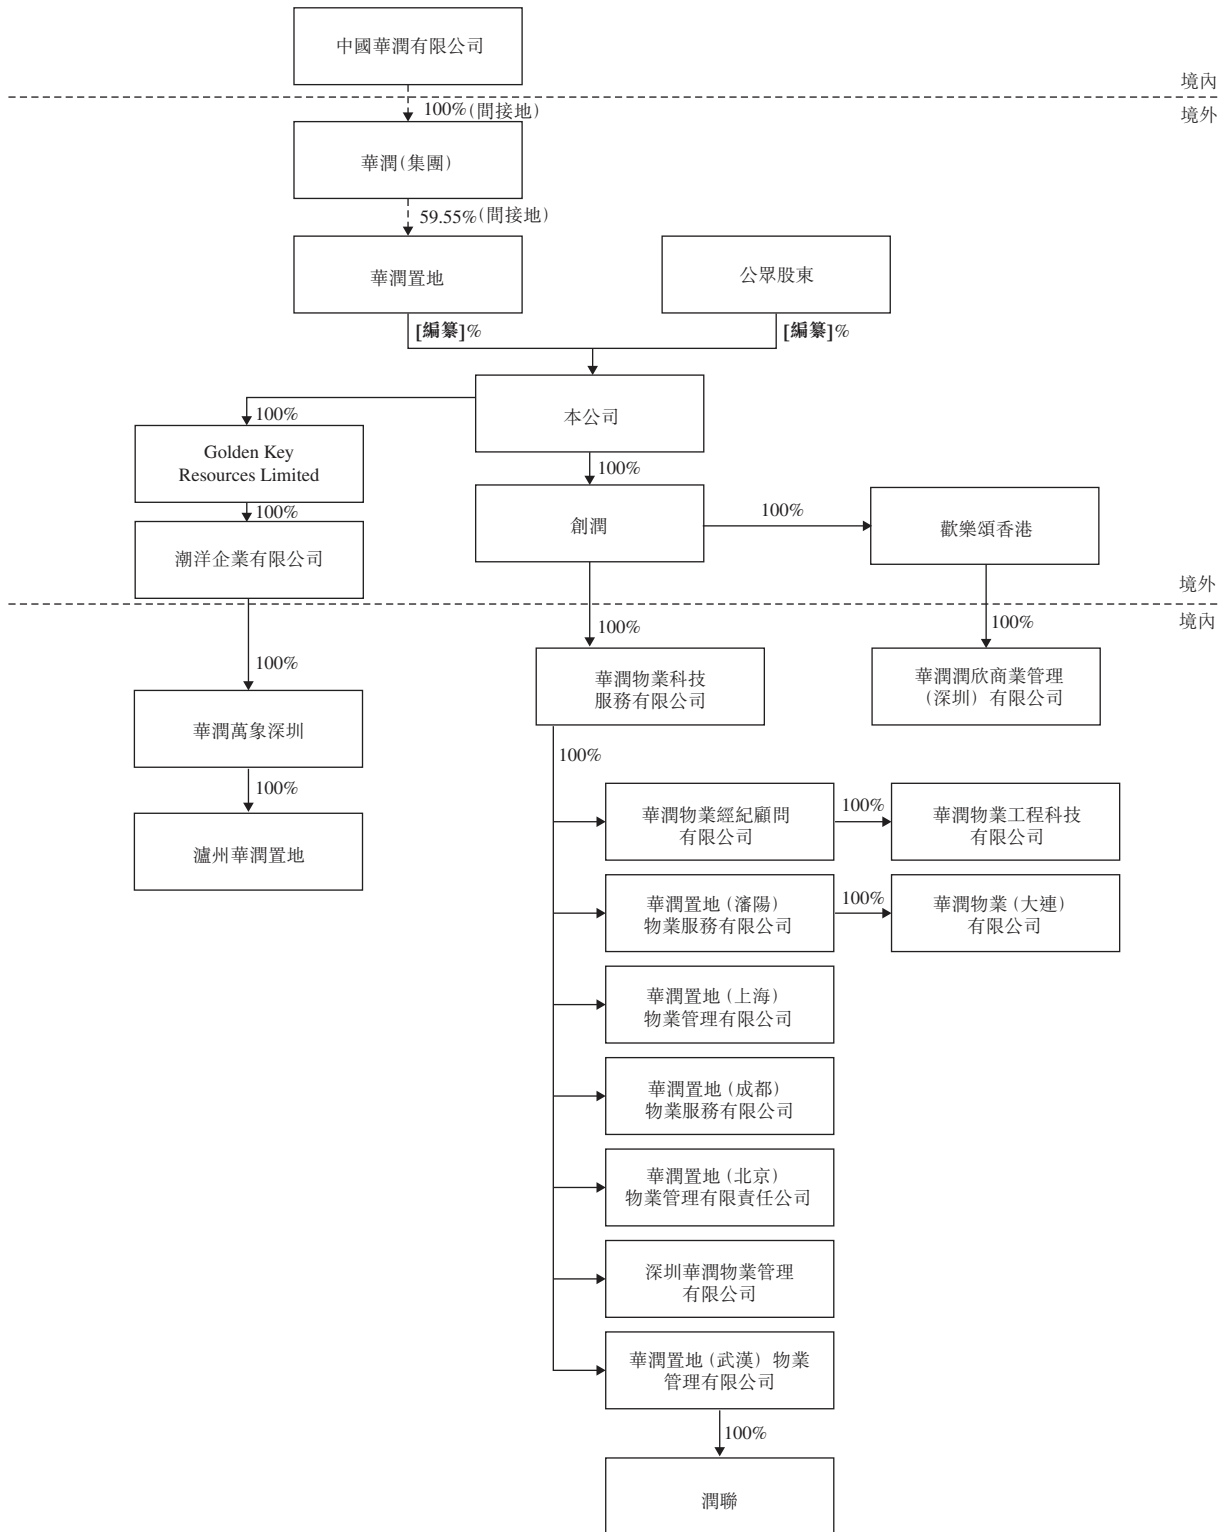 中國華潤有限公司
境內
100%(間接地)
境外
華潤(集團)
59.55%(間接地)
華潤置地
公眾股東
[編纂]%
[編纂]%
本公司
100%
Golden Key
Resources Limited
100%
創潤
100%
歡樂頌香港
100%
潮洋企業有限公司
境外
境內
100%
100%
100%
華潤物業科技
服務有限公司
華潤潤欣商業管理
(深圳) 有限公司
華潤萬象深圳
100%
100%
瀘州華潤置地
華潤物業經紀顧問
有限公司
100%
華潤物業工程科技
有限公司
華潤置地(瀋陽)
物業服務有限公司
100%
華潤物業(大連)
有限公司
華潤置地(上海)
物業管理有限公司
華潤置地(成都)
物業服務有限公司
華潤置地(北京)
物業管理有限責任公司
深圳華潤物業管理
有限公司
華潤置地(武漢) 物業
管理有限公司
100%
潤聯